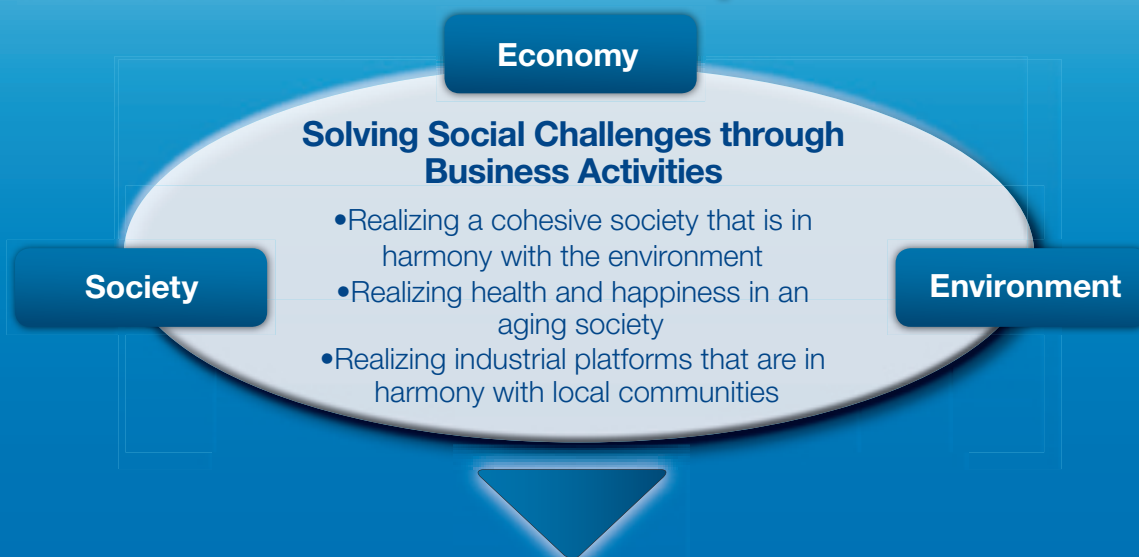 Economy
Solving Social Challenges through
Business Activities
•Realizing a cohesive society that is in
harmony with the environment
•Realizing health and happiness in an
aging society
•Realizing industrial platforms that are in
harmony with local communities
Society
Environment